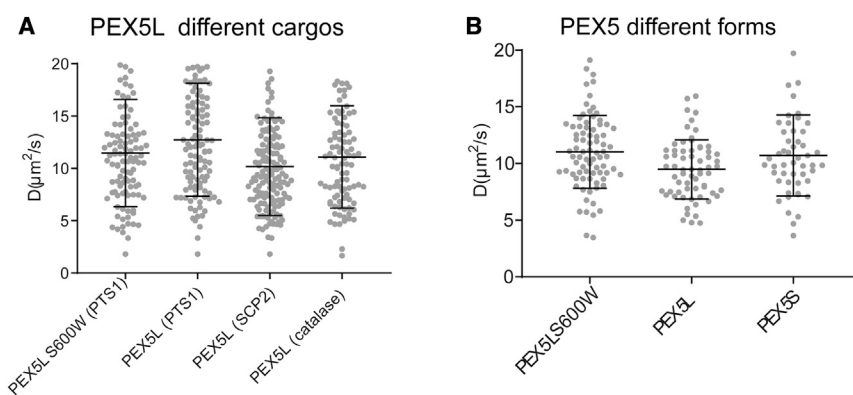 A
PEX5L different cargos
D(µm²/s)
20
15
10
5
0
PEX5L S600W (PTS1)
PEX5L (PTS1)
PEX5L (SCP2)
PEX5L (catalase)
B
PEX5 different forms
D(µm²/s)
20
15
10
5
0
PEX5LS600W
PEX5L
PEX5S